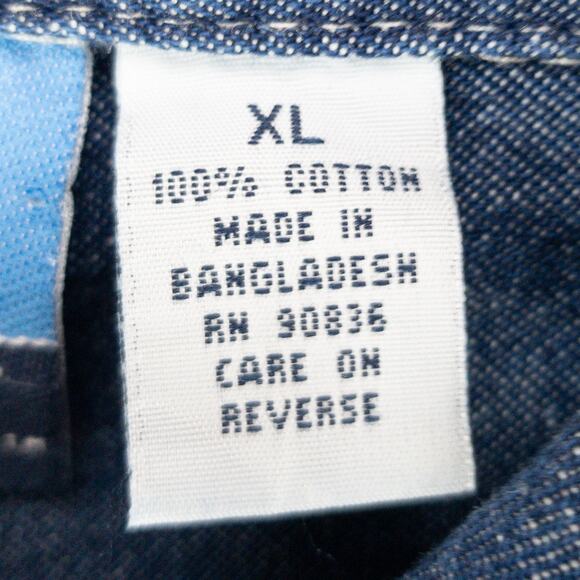 XL
100% COTTON
MADE IN
BANGLADESH
RN 90836
CARE ON
REVERSE